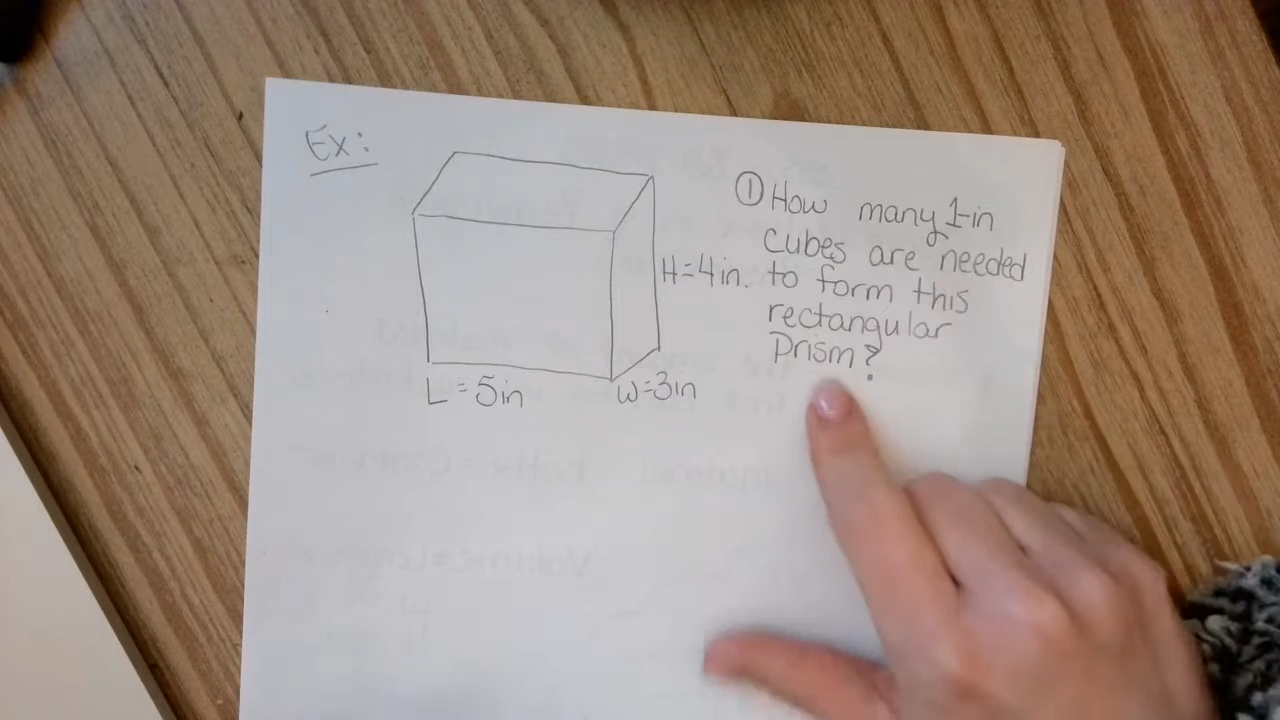 Ex:
① How many 1-in
cubes are needed
H=4in. to form this
rectangular
Prism?
L=5in W=3in